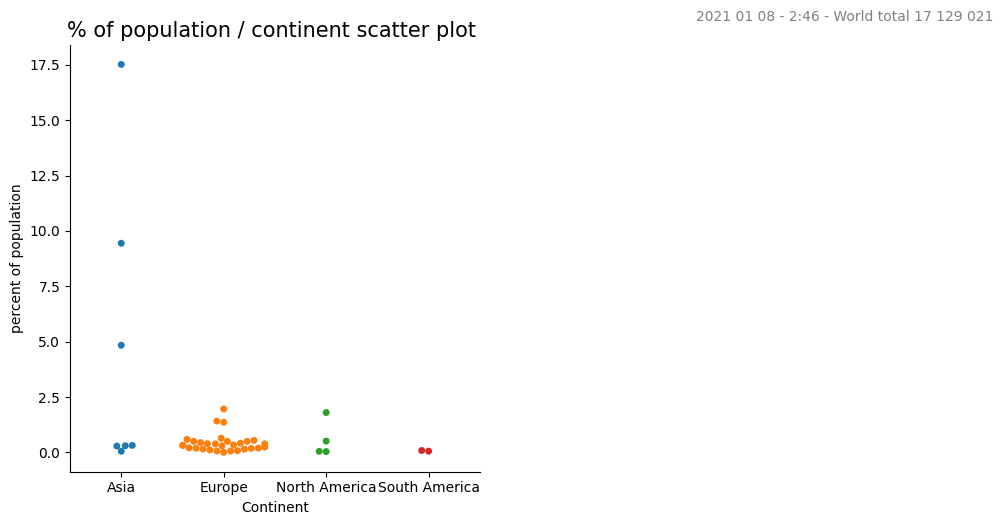 2021 01 08 - 2:46 - World total 17 129 021
% of population / continent scatter plot
17.5
15.0
12.5
10.0
7.5
5.0
2.5
0.0
percent of population
Asia Europe North America South America
Continent